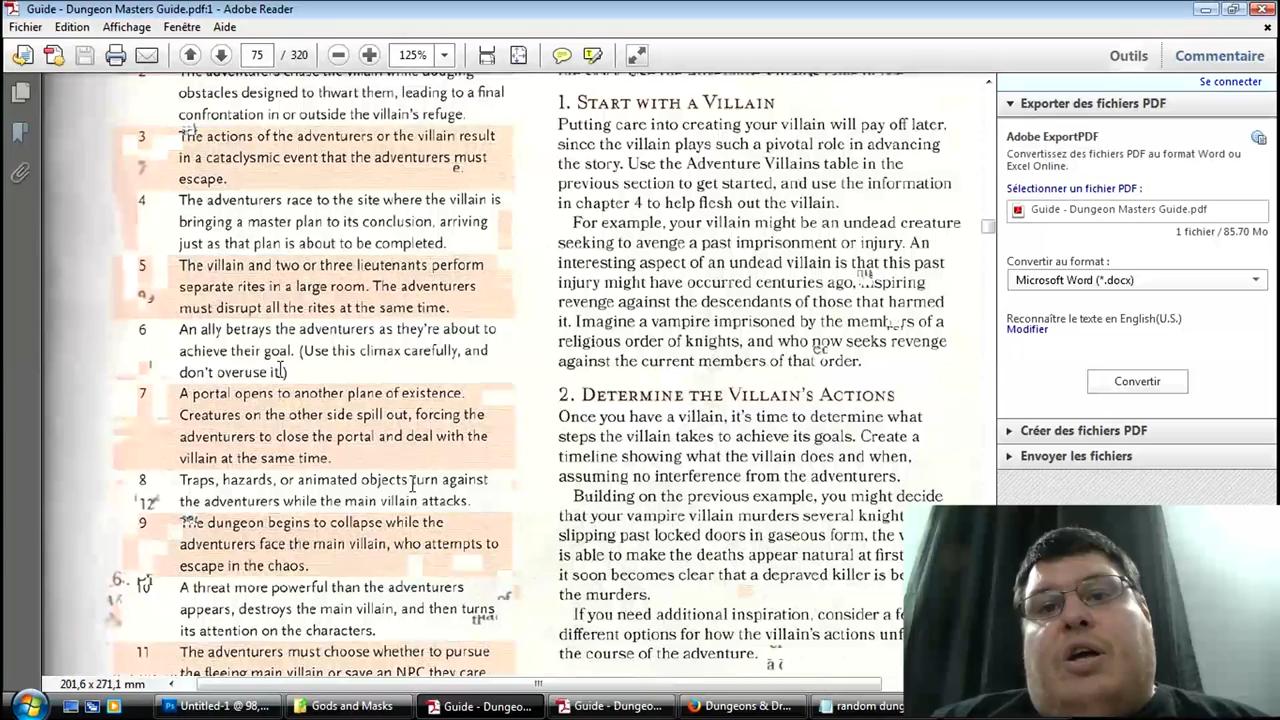 Guide - Dungeon Masters Guide.pdf:1 - Adobe Reader
Fichier Edition Affichage Fenêtre Aide
75 / 320 125% Outils Commentaire
2 The adventurers chase the villain while dodging
obstacles designed to thwart them, leading to a final
confrontation in or outside the villain's refuge.
3 The actions of the adventurers or the villain result
in a cataclysmic event that the adventurers must
escape.
4 The adventurers race to the site where the villain is
bringing a master plan to its conclusion, arriving
just as that plan is about to be completed.
5 The villain and two or three lieutenants perform
separate rites in a large room. The adventurers
must disrupt all the rites at the same time.
6 An ally betrays the adventurers as they're about to
achieve their goal. (Use this climax carefully, and
don't overuse it.)
7 A portal opens to another plane of existence.
Creatures on the other side spill out, forcing the
adventurers to close the portal and deal with the
villain at the same time.
8 Traps, hazards, or animated objects turn against
the adventurers while the main villain attacks.
9 The dungeon begins to collapse while the
adventurers face the main villain, who attempts to
escape in the chaos.
10 A threat more powerful than the adventurers
appears, destroys the main villain, and then turns
its attention on the characters.
11 The adventurers must choose whether to pursue
the fleeing main villain or save an NPC they care
1. Start with a Villain
Putting care into creating your villain will pay off later,
since the villain plays such a pivotal role in advancing
the story. Use the Adventure Villains table in the
previous section to get started, and use the information
in chapter 4 to help flesh out the villain.
For example, your villain might be an undead creature
seeking to avenge a past imprisonment or injury. An
interesting aspect of an undead villain is that this past
injury might have occurred centuries ago, inspiring
revenge against the descendants of those that harmed
it. Imagine a vampire imprisoned by the members of a
religious order of knights, and who now seeks revenge
against the current members of that order.
2. Determine the Villain's Actions
Once you have a villain, it's time to determine what
steps the villain takes to achieve its goals. Create a
timeline showing what the villain does and when,
assuming no interference from the adventurers.
Building on the previous example, you might decide
that your vampire villain murders several knight
slipping past locked doors in gaseous form, the v
is able to make the deaths appear natural at first
it soon becomes clear that a depraved killer is be
the murders.
If you need additional inspiration, consider a fe
different options for how the villain's actions unf
the course of the adventure.
Se connecter
Exporter des fichiers PDF
Adobe ExportPDF
Convertissez des fichiers PDF au format Word ou
Excel Online.
Sélectionner un fichier PDF :
Guide - Dungeon Masters Guide.pdf
1 fichier / 85.70 Mo
Convertir au format :
Microsoft Word (*.docx)
Reconnaître le texte en English(U.S.)
Modifier
Convertir
Créer des fichiers PDF
Envoyer les fichiers
201,6 x 271,1 mm
Untitled-1 @ 98,... Gods and Masks Guide - Dungeo... Guide - Dungeo... Dungeons & Dr... random dung